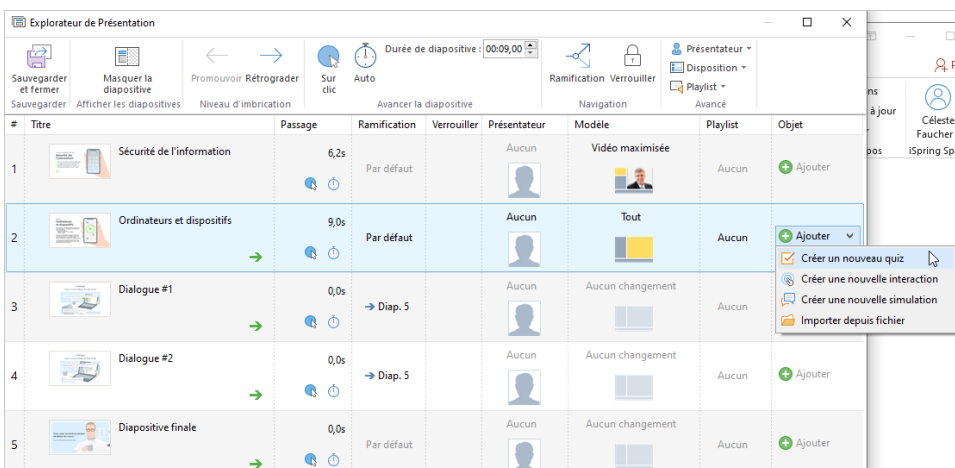 Explorateur de Présentation
Durée de diapositive : 00:09,00
Présentateur
Disposition
Playlist
Sauvegarder et fermer
Masquer la diapositive
Promouvoir Rétrograder
Sur clic
Auto
Ramification Verrouiller
Sauvegarder Afficher les diapositives Niveau d'imbrication Avancer la diapositive Navigation Avancé
ns
à jour
Céleste
Faucher
pos iSpring Sp
# Titre Passage Ramification Verrouiller Présentateur Modèle Playlist Objet
1 Sécurité de l'information 6,2s Par défaut Aucun Vidéo maximisée Aucun Ajouter
2 Ordinateurs et dispositifs 9,0s Par défaut Aucun Tout Aucun Ajouter
Créer un nouveau quiz
Créer une nouvelle interaction
Créer une nouvelle simulation
Importer depuis fichier
3 Dialogue #1 0,0s Diap. 5 Aucun Aucun changement Aucun
4 Dialogue #2 0,0s Diap. 5 Aucun Aucun changement Aucun Ajouter
5 Diapositive finale 0,0s Par défaut Aucun Aucun changement Aucun Ajouter